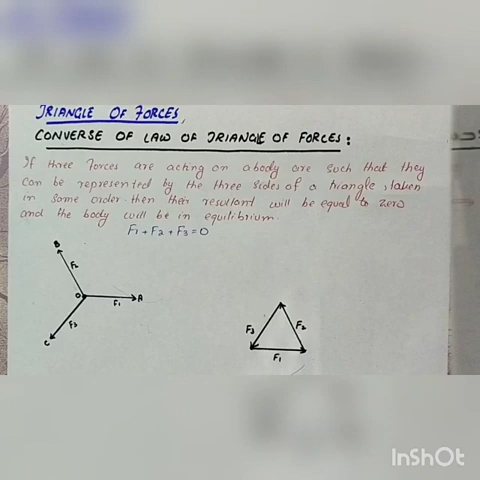 TRIANGLE OF FORCES,
CONVERSE OF LAW OF TRIANGLE OF FORCES:
If three forces are acting on a body are such that they
can be represented by the three sides of a triangle, taken
in same order then their resultant will be equal to zero
and the body will be in equilibrium.
F1 + F2 + F3 = 0
B
F2
O
A
F1
F3
C
F3
F2
F1
InShOt